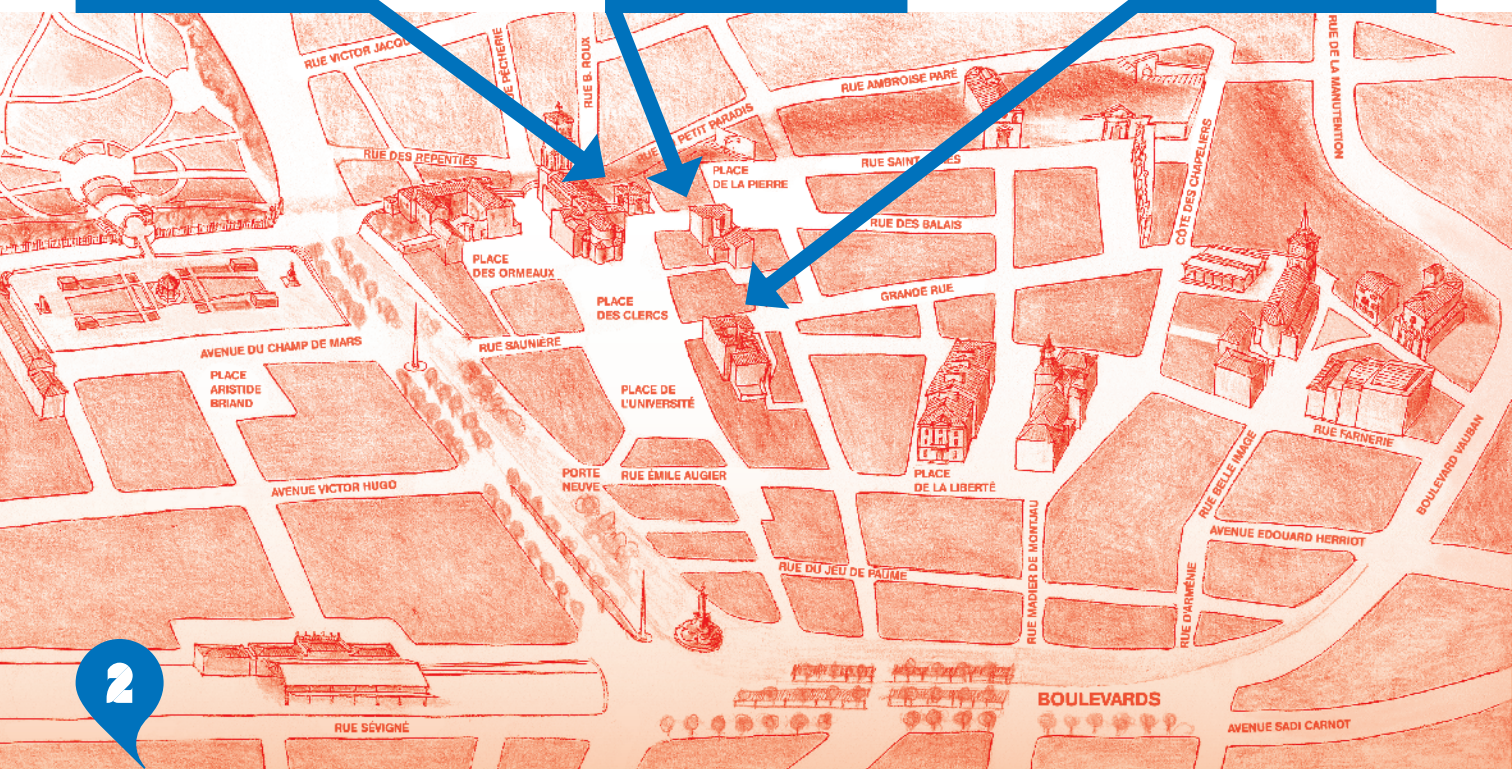 RUE VICTOR JACQU
PÊCHERIE
RUE B. ROUX
RUE DE LA MANUTENTION
RUE AMBROISE PARÉ
PETIT PARADIS
RUE DES REPENTIES
PLACE
DE LA PIERRE
RUE SAINT
CÔTE DES CHAPELIERS
RUE DES BALAIS
PLACE
DES ORMEAUX
GRANDE RUE
PLACE
DES CLERCS
AVENUE DU CHAMP DE MARS
RUE SAUNIÈRE
PLACE
ARISTIDE
BRIAND
PLACE DE
L'UNIVERSITÉ
RUE FARNERIE
BOULEVARD VAUBAN
RUE BELLE IMAGE
PORTE
NEUVE
RUE ÉMILE AUGIER
PLACE
DE LA LIBERTÉ
AVENUE VICTOR HUGO
AVENUE EDOUARD HERRIOT
RUE DU JEU DE PAUME
RUE MADIER DE MONTJAU
RUE D'ARMÉNIE
2
BOULEVARDS
RUE SÉVIGNÉ
AVENUE SADI CARNOT